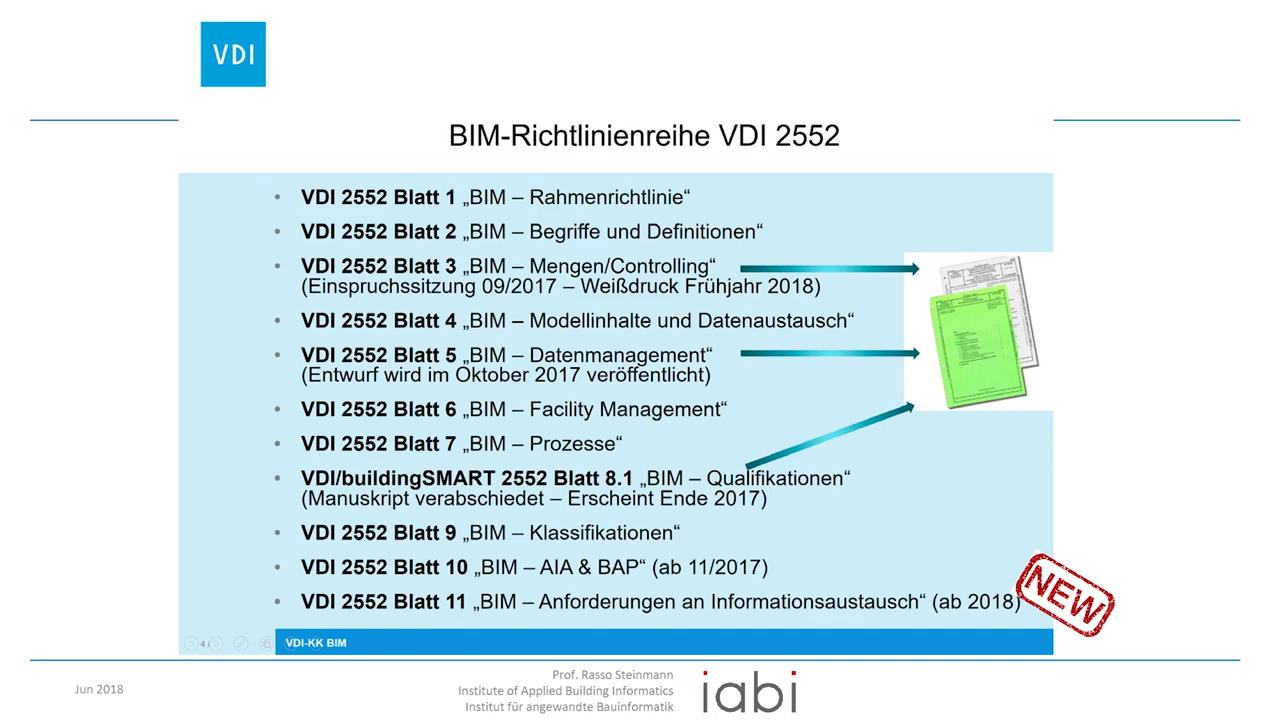 VDI
BIM-Richtlinienreihe VDI 2552
• VDI 2552 Blatt 1 „BIM – Rahmenrichtlinie“
• VDI 2552 Blatt 2 „BIM – Begriffe und Definitionen“
• VDI 2552 Blatt 3 „BIM – Mengen/Controlling“
(Einspruchssitzung 09/2017 – Weißdruck Frühjahr 2018)
• VDI 2552 Blatt 4 „BIM – Modellinhalte und Datenaustausch“
• VDI 2552 Blatt 5 „BIM – Datenmanagement“
(Entwurf wird im Oktober 2017 veröffentlicht)
• VDI 2552 Blatt 6 „BIM – Facility Management“
• VDI 2552 Blatt 7 „BIM – Prozesse“
• VDI/buildingSMART 2552 Blatt 8.1 „BIM – Qualifikationen“
(Manuskript verabschiedet – Erscheint Ende 2017)
• VDI 2552 Blatt 9 „BIM – Klassifikationen“
• VDI 2552 Blatt 10 „BIM – AIA & BAP“ (ab 11/2017)
• VDI 2552 Blatt 11 „BIM – Anforderungen an Informationsaustausch“ (ab 2018)
NEW
4 /
VDI-KK BIM
Jun 2018
Prof. Rasso Steinmann
Institute of Applied Building Informatics
Institut für angewandte Bauinformatik
iabi